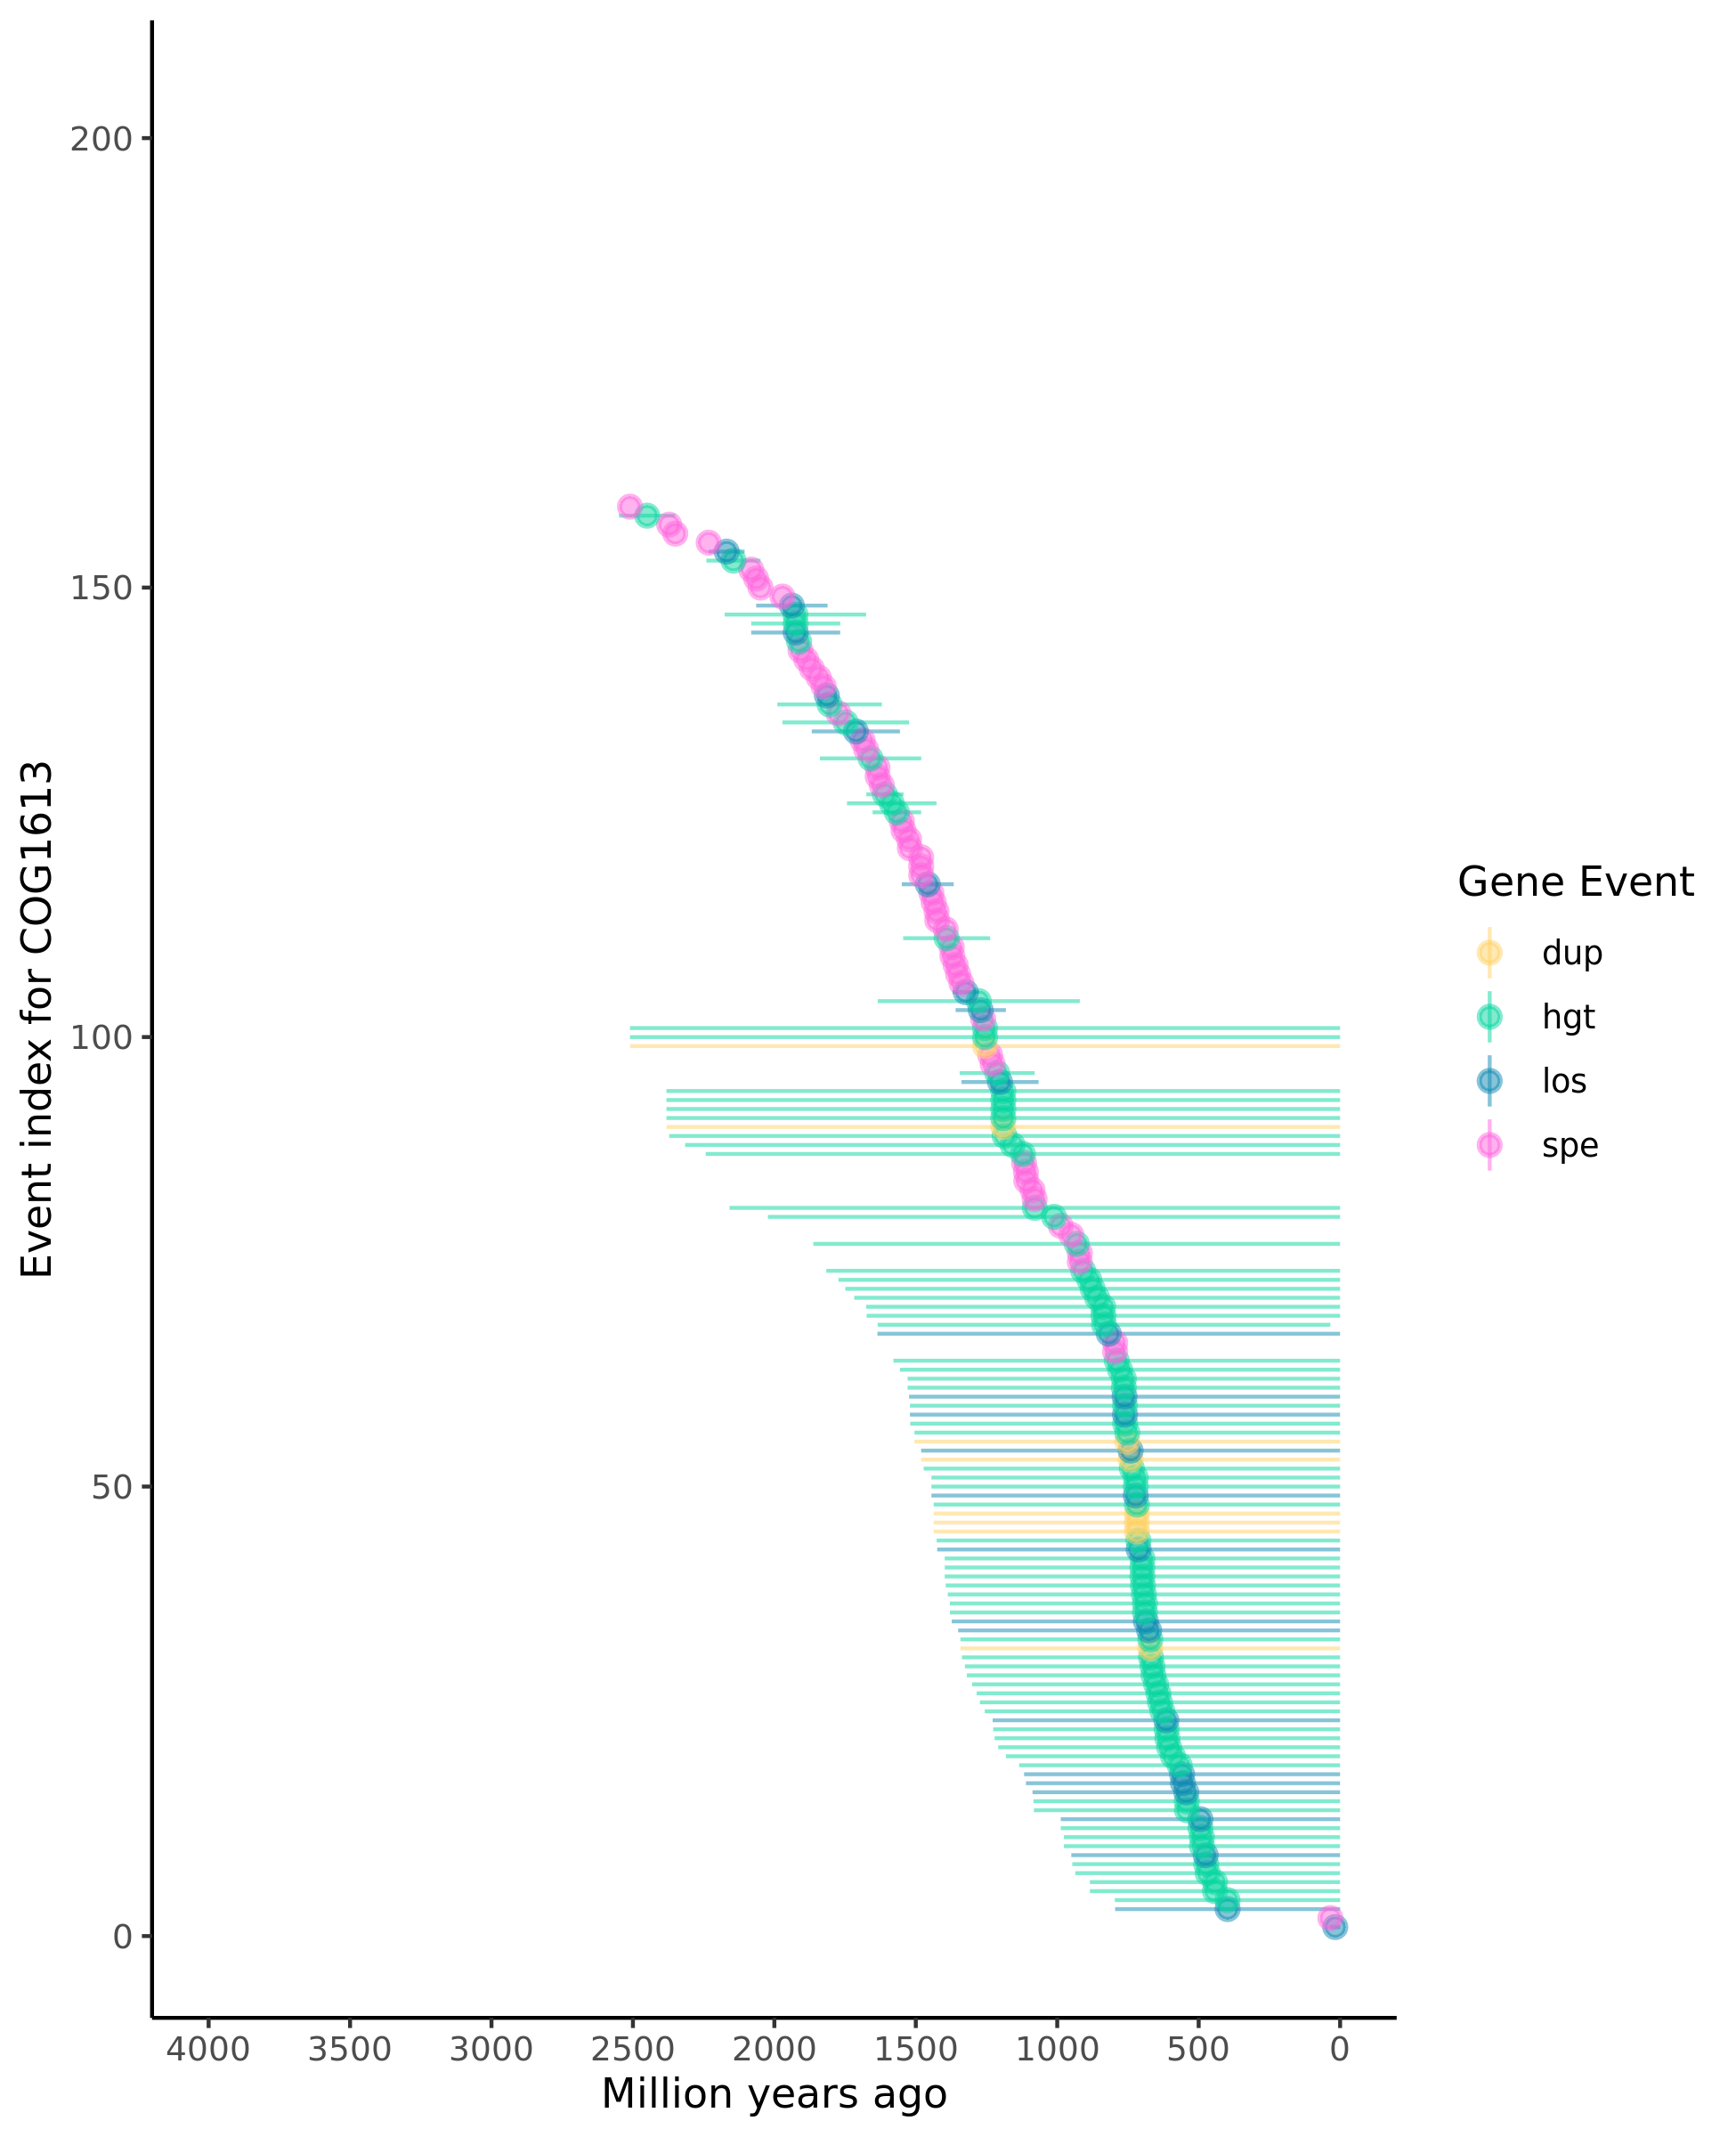 200
150
100
50
0
Event index for COG1613
4000 3500 3000 2500 2000 1500 1000 500 0
Million years ago
Gene Event
dup
hgt
los
spe